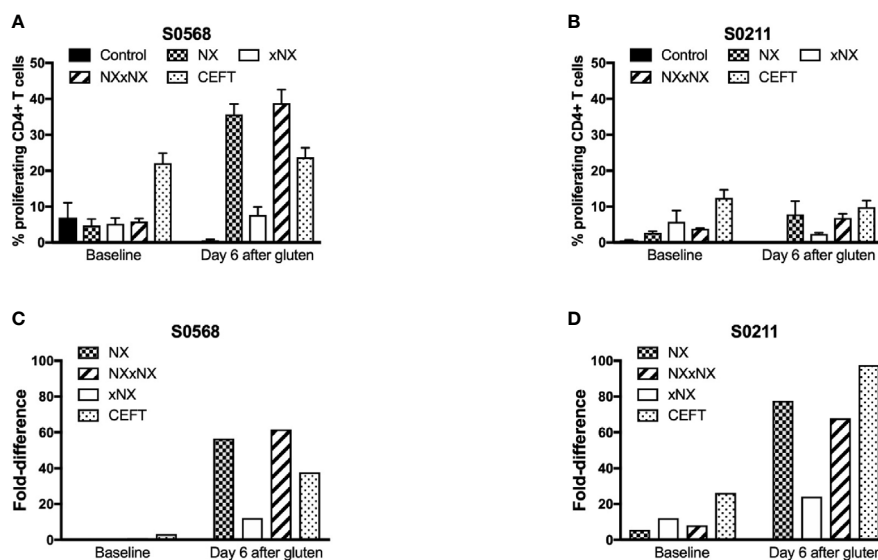 A
S0568
Control NX xNX
NXxNX CEFT
% proliferating CD4+ T cells
50
40
30
20
10
0
Baseline Day 6 after gluten
B
S0211
Control NX xNX
NXxNX CEFT
% proliferating CD4+ T cells
50
40
30
20
10
0
Baseline Day 6 after gluten
C
S0568
NX
NXxNX
xNX
CEFT
Fold-difference
100
80
60
40
20
0
Baseline Day 6 after gluten
D
S0211
NX
NXxNX
xNX
CEFT
Fold-difference
100
80
60
40
20
0
Baseline Day 6 after gluten